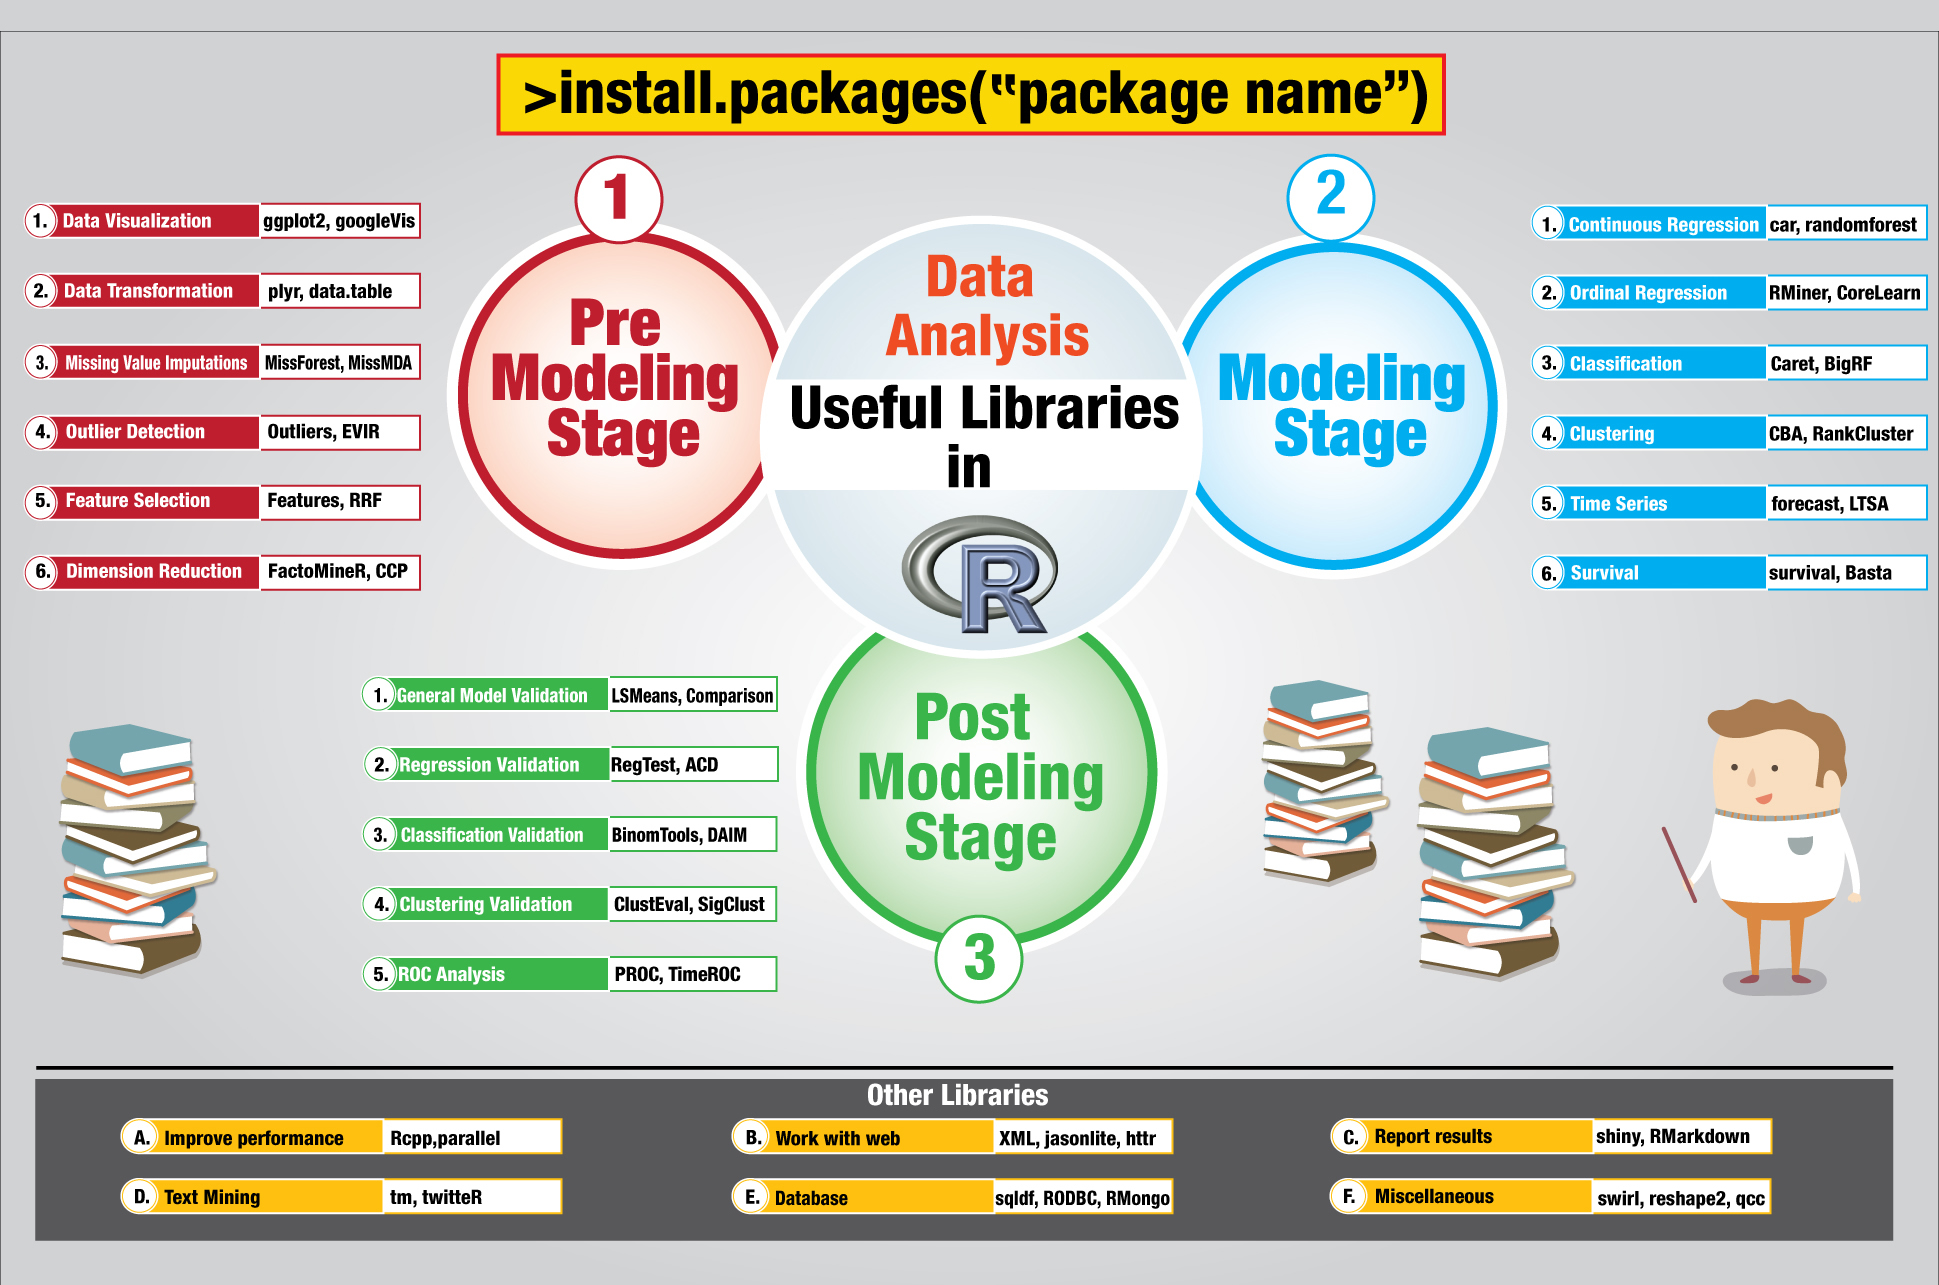 >install.packages(“package name”)
1
Pre
Modeling
Stage
1. Data Visualization ggplot2, googleVis
2. Data Transformation plyr, data.table
3. Missing Value Imputations MissForest, MissMDA
4. Outlier Detection Outliers, EVIR
5. Feature Selection Features, RRF
6. Dimension Reduction FactoMineR, CCP
Data
Analysis
Useful Libraries
in
R
2
Modeling
Stage
1. Continuous Regression car, randomforest
2. Ordinal Regression RMiner, CoreLearn
3. Classification Caret, BigRF
4. Clustering CBA, RankCluster
5. Time Series forecast, LTSA
6. Survival survival, Basta
Post
Modeling
Stage
3
1. General Model Validation LSMeans, Comparison
2. Regression Validation RegTest, ACD
3. Classification Validation BinomTools, DAIM
4. Clustering Validation ClustEval, SigClust
5. ROC Analysis PROC, TimeROC
Other Libraries
A. Improve performance Rcpp,parallel
B. Work with web XML, jasonlite, httr
C. Report results shiny, RMarkdown
D. Text Mining tm, twitteR
E. Database sqldf, RODBC, RMongo
F. Miscellaneous swirl, reshape2, qcc